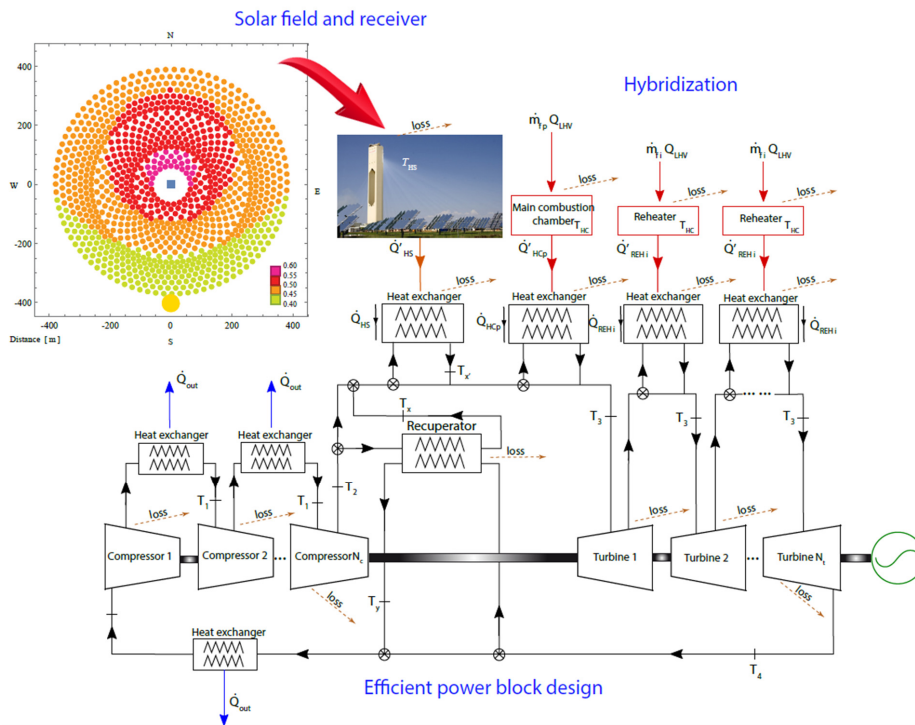 Solar field and receiver
N
400
200
W
0
E
-200
-400
0.60
0.55
0.50
0.45
0.40
-400
-200
0
200
400
Distance [ m ]
S
Hybridization
loss
T_HS
ṁ_fp Q_LHV
loss
Main combustion
chamber T_HC
ṁ_fi Q_LHV
loss
Reheater
T_HC
ṁ_fi Q_LHV
loss
Reheater
T_HC
Q̇'_HS
loss
Q̇'_HCp
loss
Q̇'_REH i
loss
Q̇'_REH i
loss
Heat exchanger
Heat exchanger
Heat exchanger
Heat exchanger
Q̇_HS
Q̇_HCp
Q̇_REH i
Q̇_REH i
T_x'
Q̇_out
Q̇_out
T_x
Recuperator
loss
T_3
T_3
... ...
T_3
Heat exchanger
Heat exchanger
T_1
T_1
T_2
loss
loss
loss
loss
Compressor 1
Compressor 2
...
Compressor N_c
Turbine 1
Turbine 2
...
Turbine N_t
loss
loss
T_y
Heat exchanger
T_4
Q̇_out
Efficient power block design